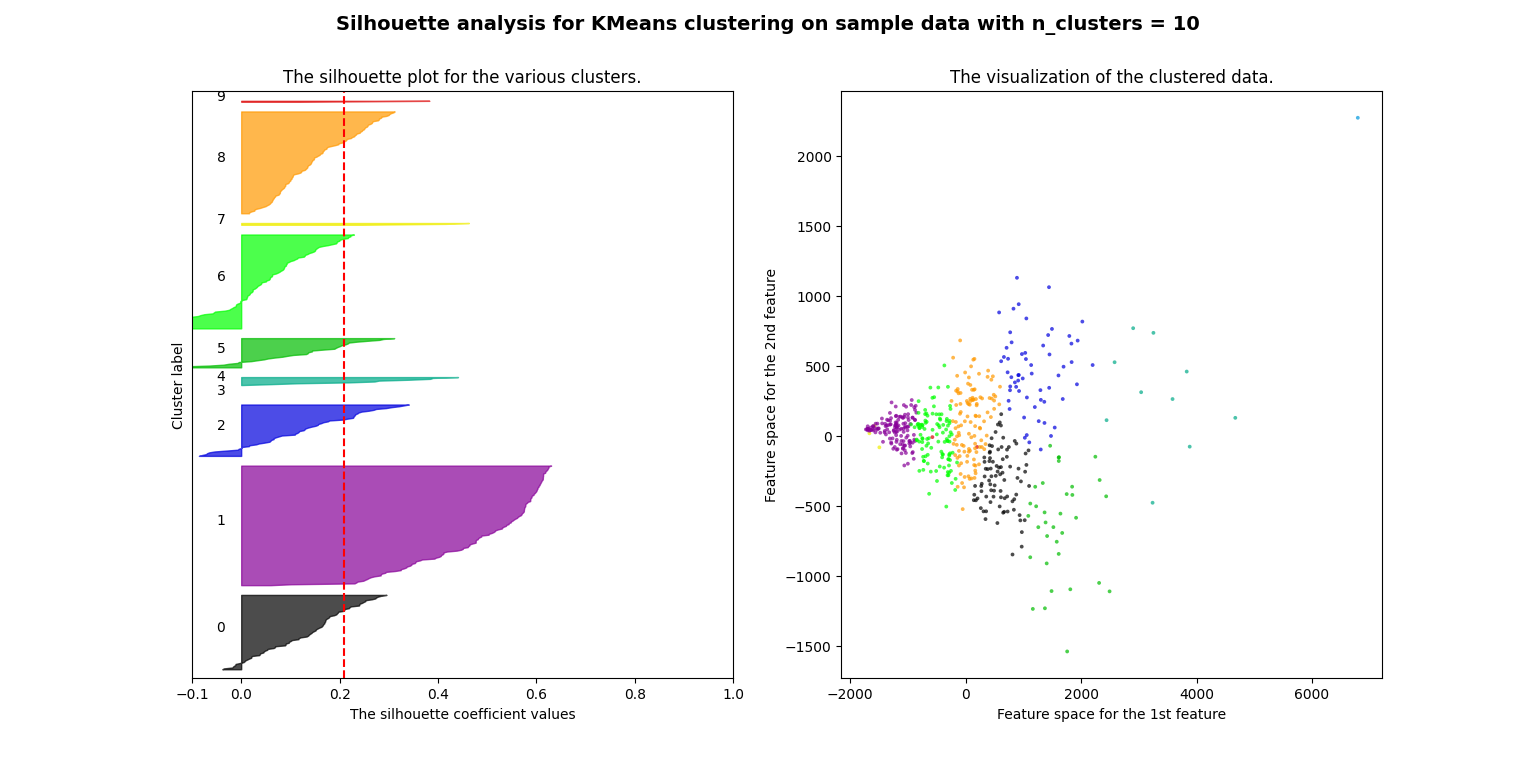 Silhouette analysis for KMeans clustering on sample data with n_clusters = 10
The silhouette plot for the various clusters.
Cluster label
9
8
7
6
5
4
3
2
1
0
−0.1 0.0 0.2 0.4 0.6 0.8 1.0
The silhouette coefficient values
The visualization of the clustered data.
Feature space for the 2nd feature
2000
1500
1000
500
0
−500
−1000
−1500
−2000 0 2000 4000 6000
Feature space for the 1st feature